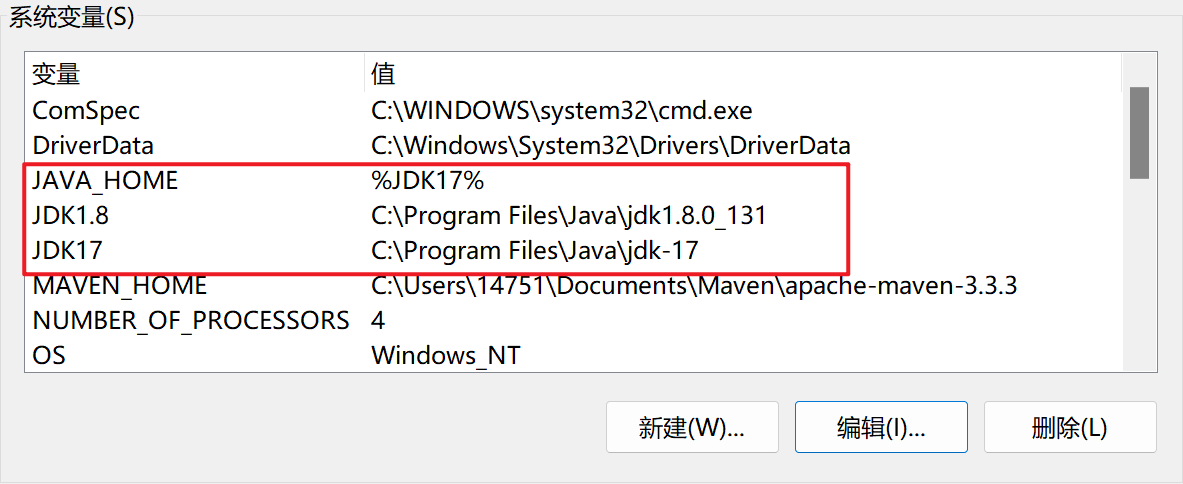 系统变量(S)
变量 值
ComSpec C:\WINDOWS\system32\cmd.exe
DriverData C:\Windows\System32\Drivers\DriverData
JAVA_HOME %JDK17%
JDK1.8 C:\Program Files\Java\jdk1.8.0_131
JDK17 C:\Program Files\Java\jdk-17
MAVEN_HOME C:\Users\14751\Documents\Maven\apache-maven-3.3.3
NUMBER_OF_PROCESSORS 4
OS Windows_NT
新建(W)... 编辑(I)... 删除(L)